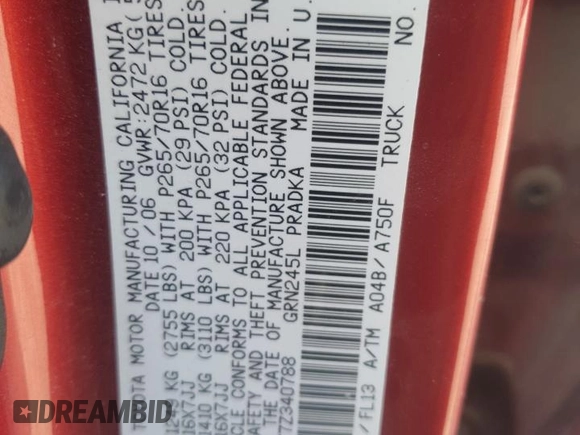 TA MOTOR MANUFACTURING CALIFORNIA
DATE 10/06 GVWR:2472 KG(
KG (2755 LBS) WITH P265/70R16 TIRES
16X7JJ RIMS AT 200 KPA (29 PSI) COLD.
1410 KG (3110 LBS) WITH P265/70R16 TIRES
16X7JJ RIMS AT 220 KPA (32 PSI) COLD.
CLE CONFORMS TO ALL APPLICABLE FEDERAL
AFETY AND THEFT PREVENTION STANDARDS IN
THE DATE OF MANUFACTURE SHOWN ABOVE.
7Z340788 GRN245L PRADKA MADE IN U.
/FL13 A/TM A04B/A750F TRUCK NO.
DREAMBID